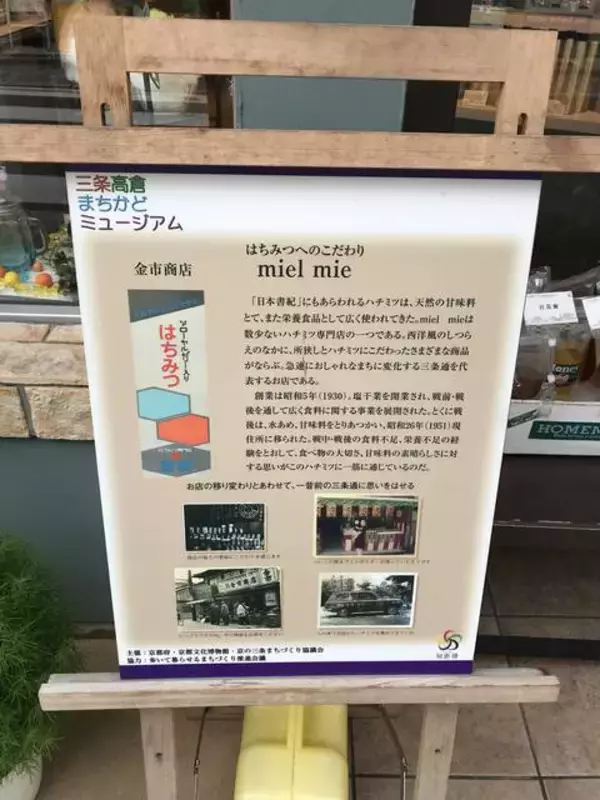 三条高倉
まちかど
ミュージアム
はちみつへのこだわり
金市商店
miel mie
ローヤルゼリー入り
はちみつ
「日本書紀」にもあらわれるハチミツは、天然の甘味料
とて、また栄養食品として広く使われてきた。miel mieは
数少ないハチミツ専門店の一つである。西洋風のしつら
えのなかに、所狭しとハチミツにこだわったさまざまな商品
がならぶ。急速におしゃれなまちに変化する三条通を代
表するお店である。
創業は昭和5年(1930)。塩干業を開業され、戦前・戦
後を通して広く食料に関する事業を展開された。とくに戦
後は、水あめ、甘味料をとりあつかい、昭和26年(1951)現
住所に移られた。戦中・戦後の食料不足、栄養不足の経
験をとおして、食べ物の大切さ、甘味料の素晴らしさに対
する思いがこのハチミツに一筋に通じているのだ。
お店の移り変わりとあわせて、一昔前の三条通に思いをはせる
主催：京都府・京都文化博物館・京の三条まちづくり協議会
協力：歩いて暮らせるまちづくり推進会議
HOMEM